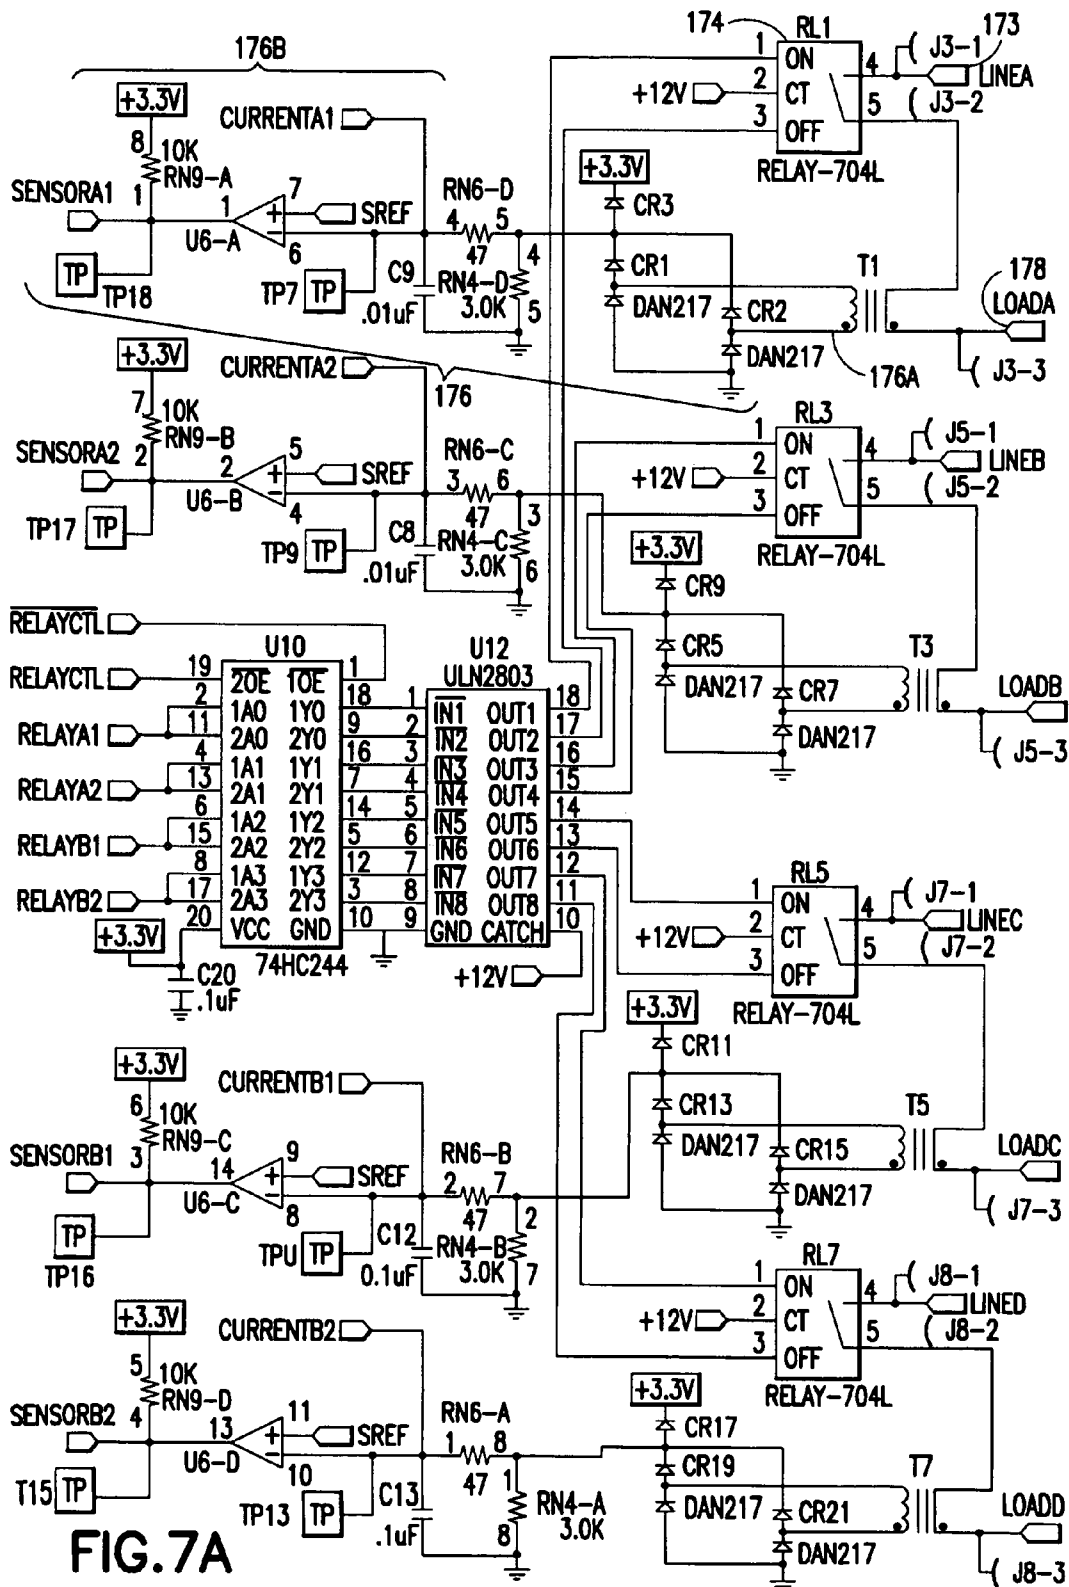 176B
+3.3V
8
10K
RN9-A
1
SENSORA1
TP
TP18
CURRENTA1
1
7
+
-
6
U6-A
SREF
TP7
TP
C9
.01uF
RN6-D
4
5
47
RN4-D
3.0K
4
5
+3.3V
CR3
CR1
DAN217
CR2
DAN217
174
RL1
1
ON
+12V
2
CT
3
OFF
4
5
RELAY-704L
J3-1
173
LINEA
J3-2
T1
178
LOADA
J3-3
176A
176
+3.3V
7
10K
RN9-B
2
SENSORA2
TP17
TP
CURRENTA2
2
5
+
-
4
U6-B
SREF
TP9
TP
C8
.01uF
RN6-C
3
6
47
RN4-C
3.0K
3
6
+3.3V
CR9
CR5
DAN217
CR7
DAN217
RL3
1
ON
+12V
2
CT
3
OFF
4
5
RELAY-704L
J5-1
LINEB
J5-2
T3
LOADB
J5-3
RELAYCTL
RELAYCTL
RELAYA1
RELAYA2
RELAYB1
RELAYB2
+3.3V
C20
.1uF
U10
19 2OE 1OE 1
2 1A0 1Y0 18
11 2A0 2Y0 9
4 1A1 1Y1 16
13 2A1 2Y1 7
6 1A2 1Y2 14
15 2A2 2Y2 5
8 1A3 1Y3 12
17 2A3 2Y3 3
20 VCC GND 10
74HC244
U12
ULN2803
1 IN1 OUT1 18
2 IN2 OUT2 17
3 IN3 OUT3 16
4 IN4 OUT4 15
5 IN5 OUT5 14
6 IN6 OUT6 13
7 IN7 OUT7 12
8 IN8 OUT8 11
9 GND CATCH 10
+12V
RL5
1
ON
+12V
2
CT
3
OFF
4
5
RELAY-704L
J7-1
LINEC
J7-2
+3.3V
CR11
CR13
DAN217
CR15
DAN217
T5
LOADC
J7-3
+3.3V
6
10K
RN9-C
3
SENSORB1
TP
TP16
CURRENTB1
14
9
+
-
8
U6-C
SREF
TPU
TP
C12
0.1uF
RN6-B
2
7
47
RN4-B
3.0K
2
7
RL7
1
ON
+12V
2
CT
3
OFF
4
5
RELAY-704L
J8-1
LINED
J8-2
+3.3V
CR17
CR19
DAN217
CR21
DAN217
T7
LOADD
J8-3
+3.3V
5
10K
RN9-D
4
SENSORB2
T15
TP
CURRENTB2
13
11
+
-
10
U6-D
SREF
TP13
TP
C13
.1uF
RN6-A
1
8
47
1
8
RN4-A
3.0K
FIG.7A